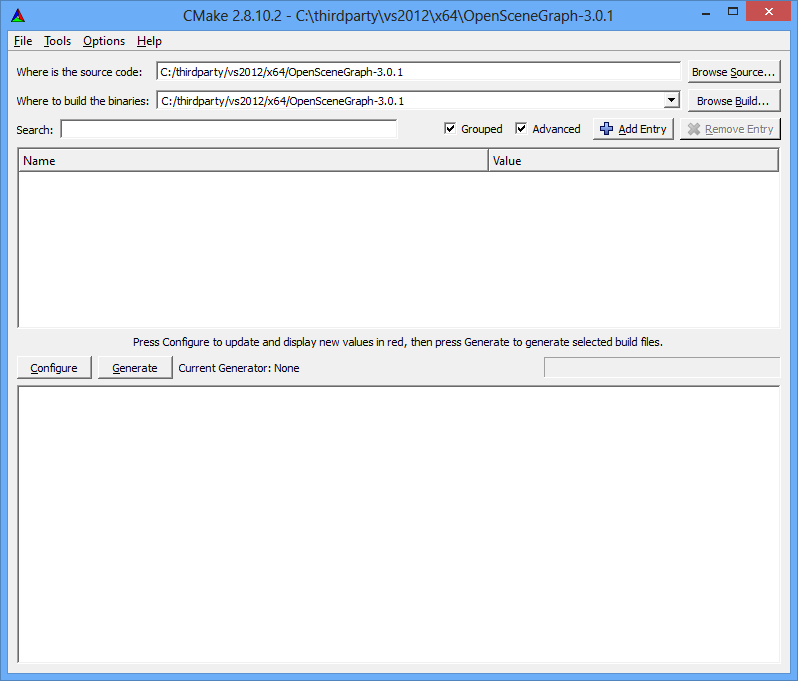 CMake 2.8.10.2 - C:\thirdparty\vs2012\x64\OpenSceneGraph-3.0.1
File Tools Options Help
Where is the source code: C:/thirdparty/vs2012/x64/OpenSceneGraph-3.0.1 Browse Source...
Where to build the binaries: C:/thirdparty/vs2012/x64/OpenSceneGraph-3.0.1 Browse Build...
Search: Grouped Advanced Add Entry Remove Entry
Name Value
Press Configure to update and display new values in red, then press Generate to generate selected build files.
Configure Generate Current Generator: None